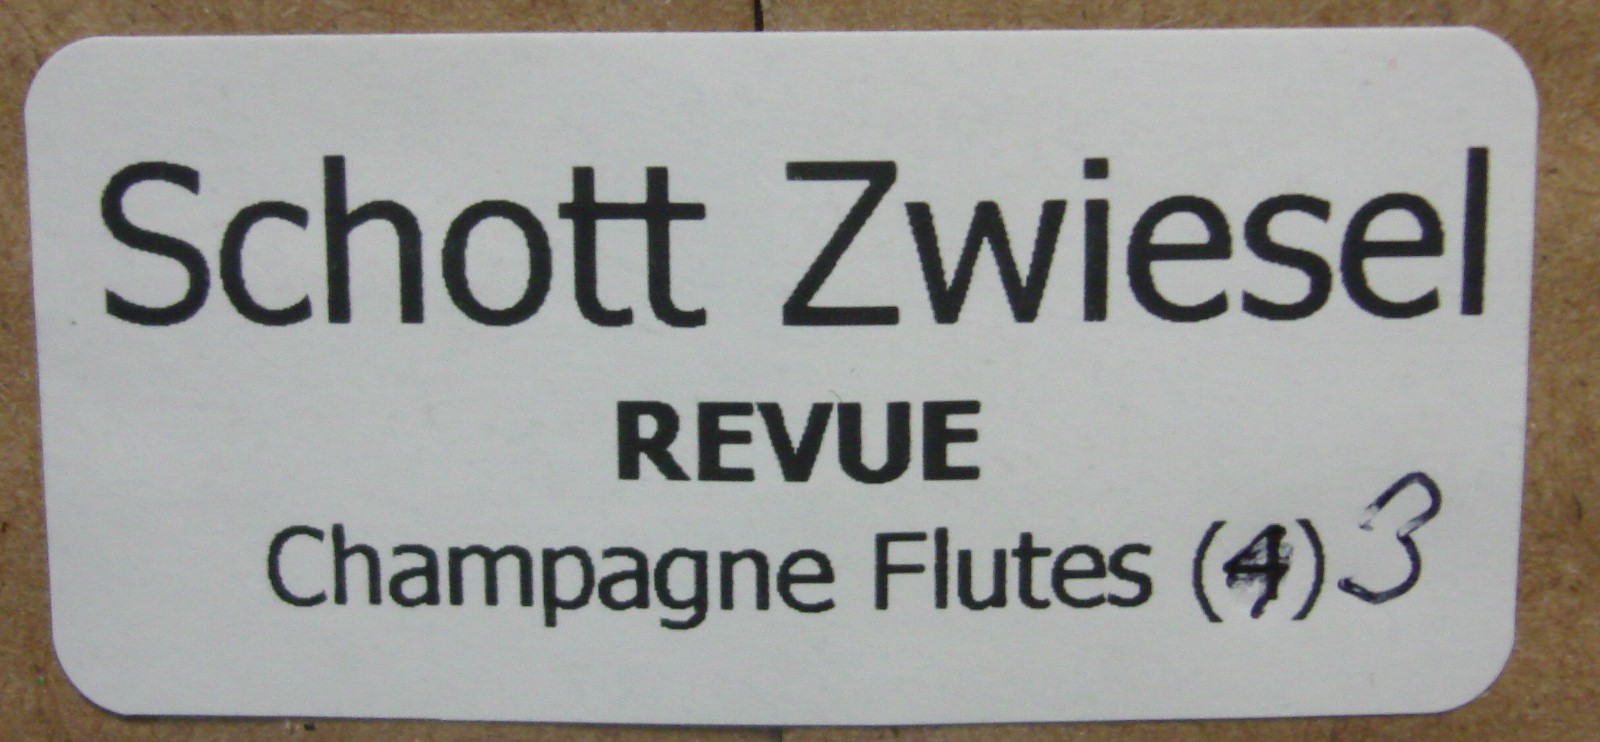 Schott Zwiesel
REVUE
Champagne Flutes (4) 3